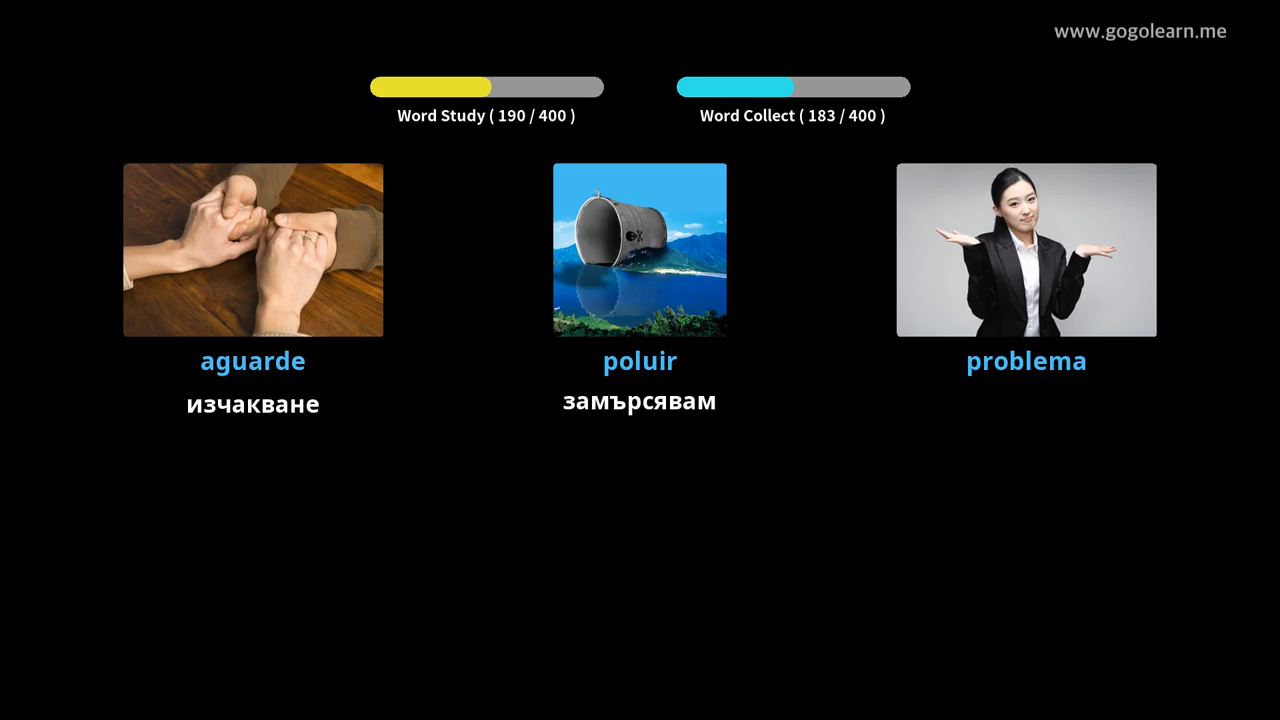 www.gogolearn.me
Word Study ( 190 / 400 )
Word Collect ( 183 / 400 )
aguarde
poluir
problema
изчакване
замърсявам